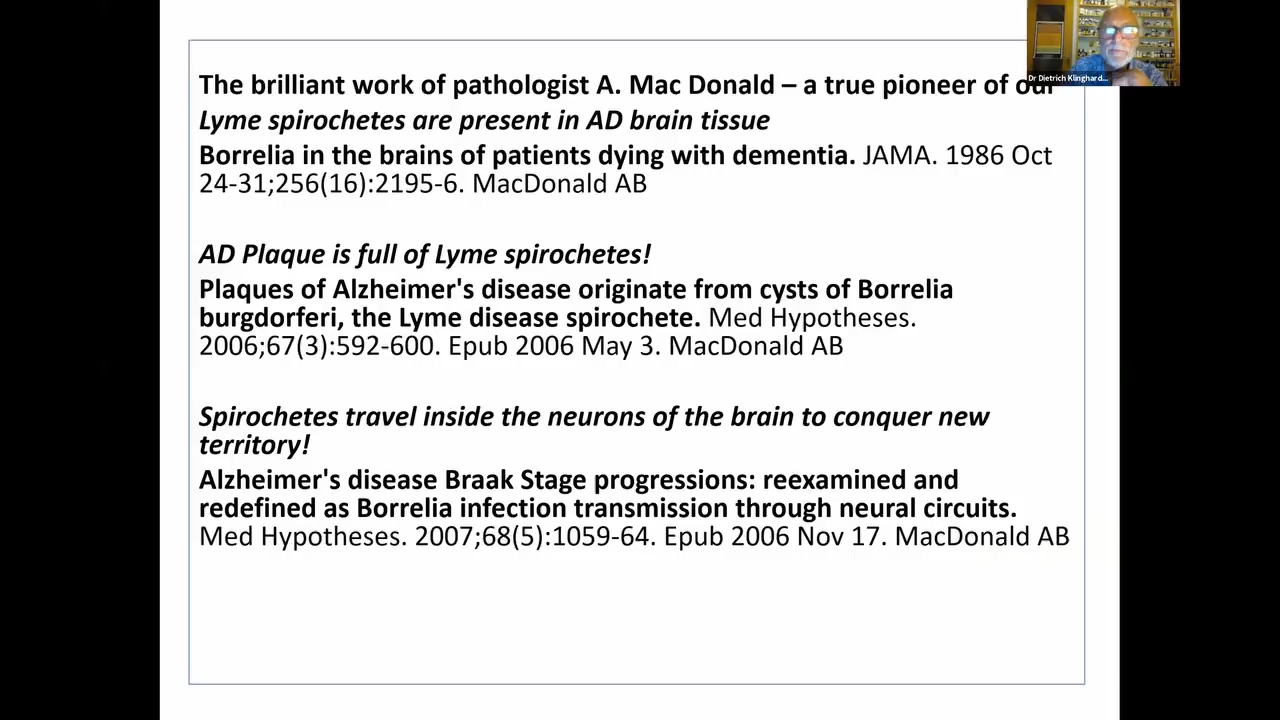 Dr Dietrich Klinghard...
The brilliant work of pathologist A. Mac Donald – a true pioneer of our
Lyme spirochetes are present in AD brain tissue
Borrelia in the brains of patients dying with dementia. JAMA. 1986 Oct
24-31;256(16):2195-6. MacDonald AB
AD Plaque is full of Lyme spirochetes!
Plaques of Alzheimer's disease originate from cysts of Borrelia
burgdorferi, the Lyme disease spirochete. Med Hypotheses.
2006;67(3):592-600. Epub 2006 May 3. MacDonald AB
Spirochetes travel inside the neurons of the brain to conquer new
territory!
Alzheimer's disease Braak Stage progressions: reexamined and
redefined as Borrelia infection transmission through neural circuits.
Med Hypotheses. 2007;68(5):1059-64. Epub 2006 Nov 17. MacDonald AB